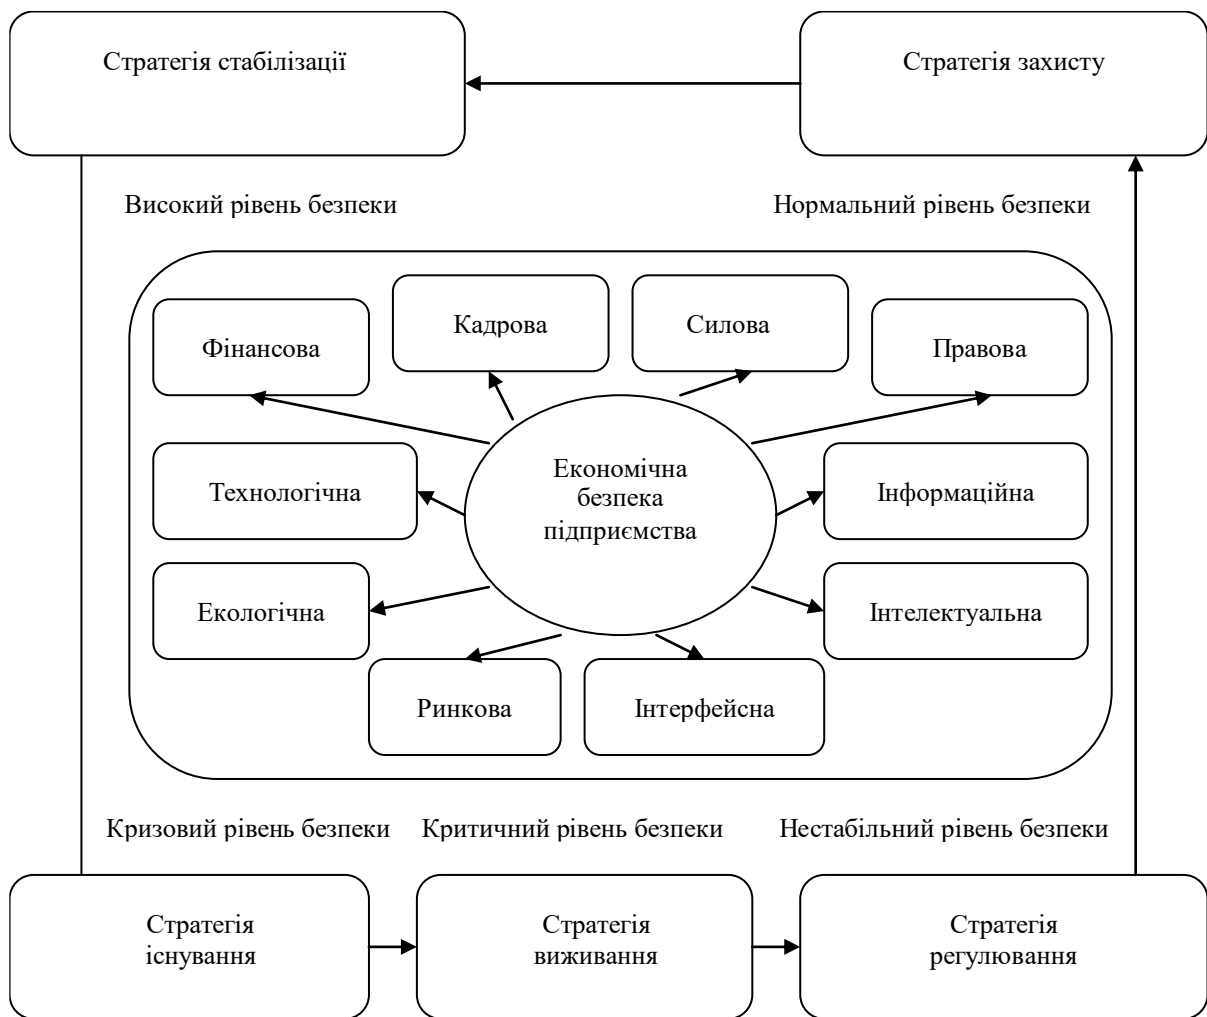 Стратегія стабілізації
Стратегія захисту
Високий рівень безпеки
Нормальний рівень безпеки
Фінансова
Кадрова
Силова
Правова
Технологічна
Економічна
безпека
підприємства
Інформаційна
Екологічна
Інтелектуальна
Ринкова
Інтерфейсна
Кризовий рівень безпеки
Критичний рівень безпеки
Нестабільний рівень безпеки
Стратегія
існування
Стратегія
виживання
Стратегія
регулювання